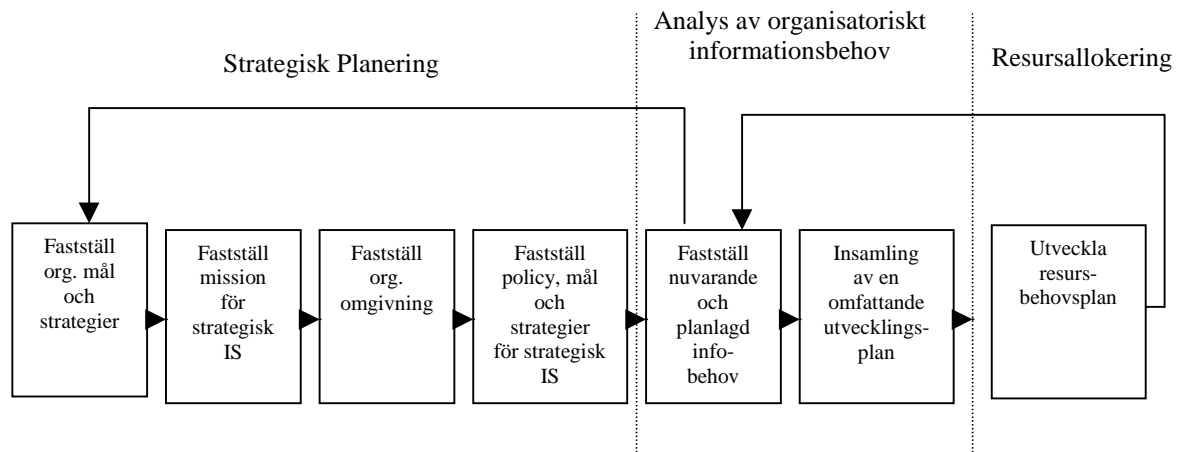 Strategisk Planering
Analys av organisatoriskt
informationsbehov
Resursallokering
Fastställ
org. mål
och
strategier
Fastställ
mission
för
strategisk
IS
Fastställ
org.
omgivning
Fastställ
policy, mål
och
strategier
för strategisk
IS
Fastställ
nuvarande
och
planlagd
info-
behov
Insamling
av en
omfattande
utvecklings-
plan
Utveckla
resurs-
behovsplan